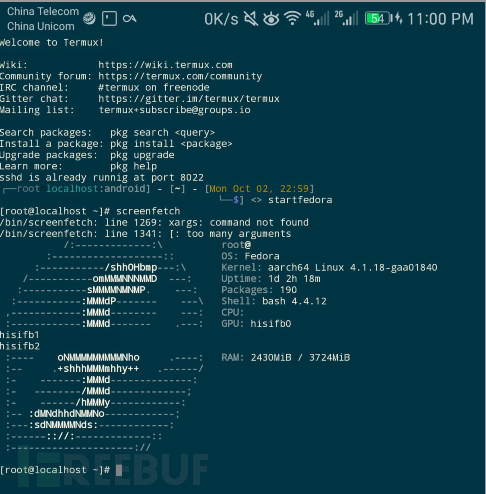 China Telecom
China Unicom
0K/s 4G 2G 54 11:00 PM
Welcome to Termux!
Wiki: https://wiki.termux.com
Community forum: https://termux.com/community
IRC channel: #termux on freenode
Gitter chat: https://gitter.im/termux/termux
Mailing list: termux+subscribe@groups.io
Search packages: pkg search <query>
Install a package: pkg install <package>
Upgrade packages: pkg upgrade
Learn more: pkg help
sshd is already runnig at port 8022
┌──root localhost:android] - [~] - [Mon Oct 02, 22:59]
└─$] <> startfedora
[root@localhost ~]# screenfetch
/bin/screenfetch: line 1269: xargs: command not found
/bin/screenfetch: line 1341: [: too many arguments
/:-------------:\ root@
:-------------------:: OS: Fedora
:-----------/shhOHbmp---:\ Kernel: aarch64 Linux 4.1.18-gaa01840
/-----------omMMMNNNMMD ---: Uptime: 1d 2h 18m
:-----------sMMMMNMNMP. ---: Packages: 190
:-----------:MMMdP------- ---\ Shell: bash 4.4.12
,------------:MMMd-------- ---: CPU:
:------------:MMMd------- .---: GPU: hisifb0
hisifb1
hisifb2
:---- oNMMMMMMMMMNho .----: RAM: 2430MiB / 3724MiB
:-- .+shhhMMMmhhy++ .------/
:- -------:MMMd--------------:
:- --------/MMMd-------------;
:- ------/hMMMy------------:
:-- :dMNdhhdNMMNo------------;
:---:sdNMMMMNds:------------:
:------:://:-------------::
:---------------------://
[root@localhost ~]#
REEBUF